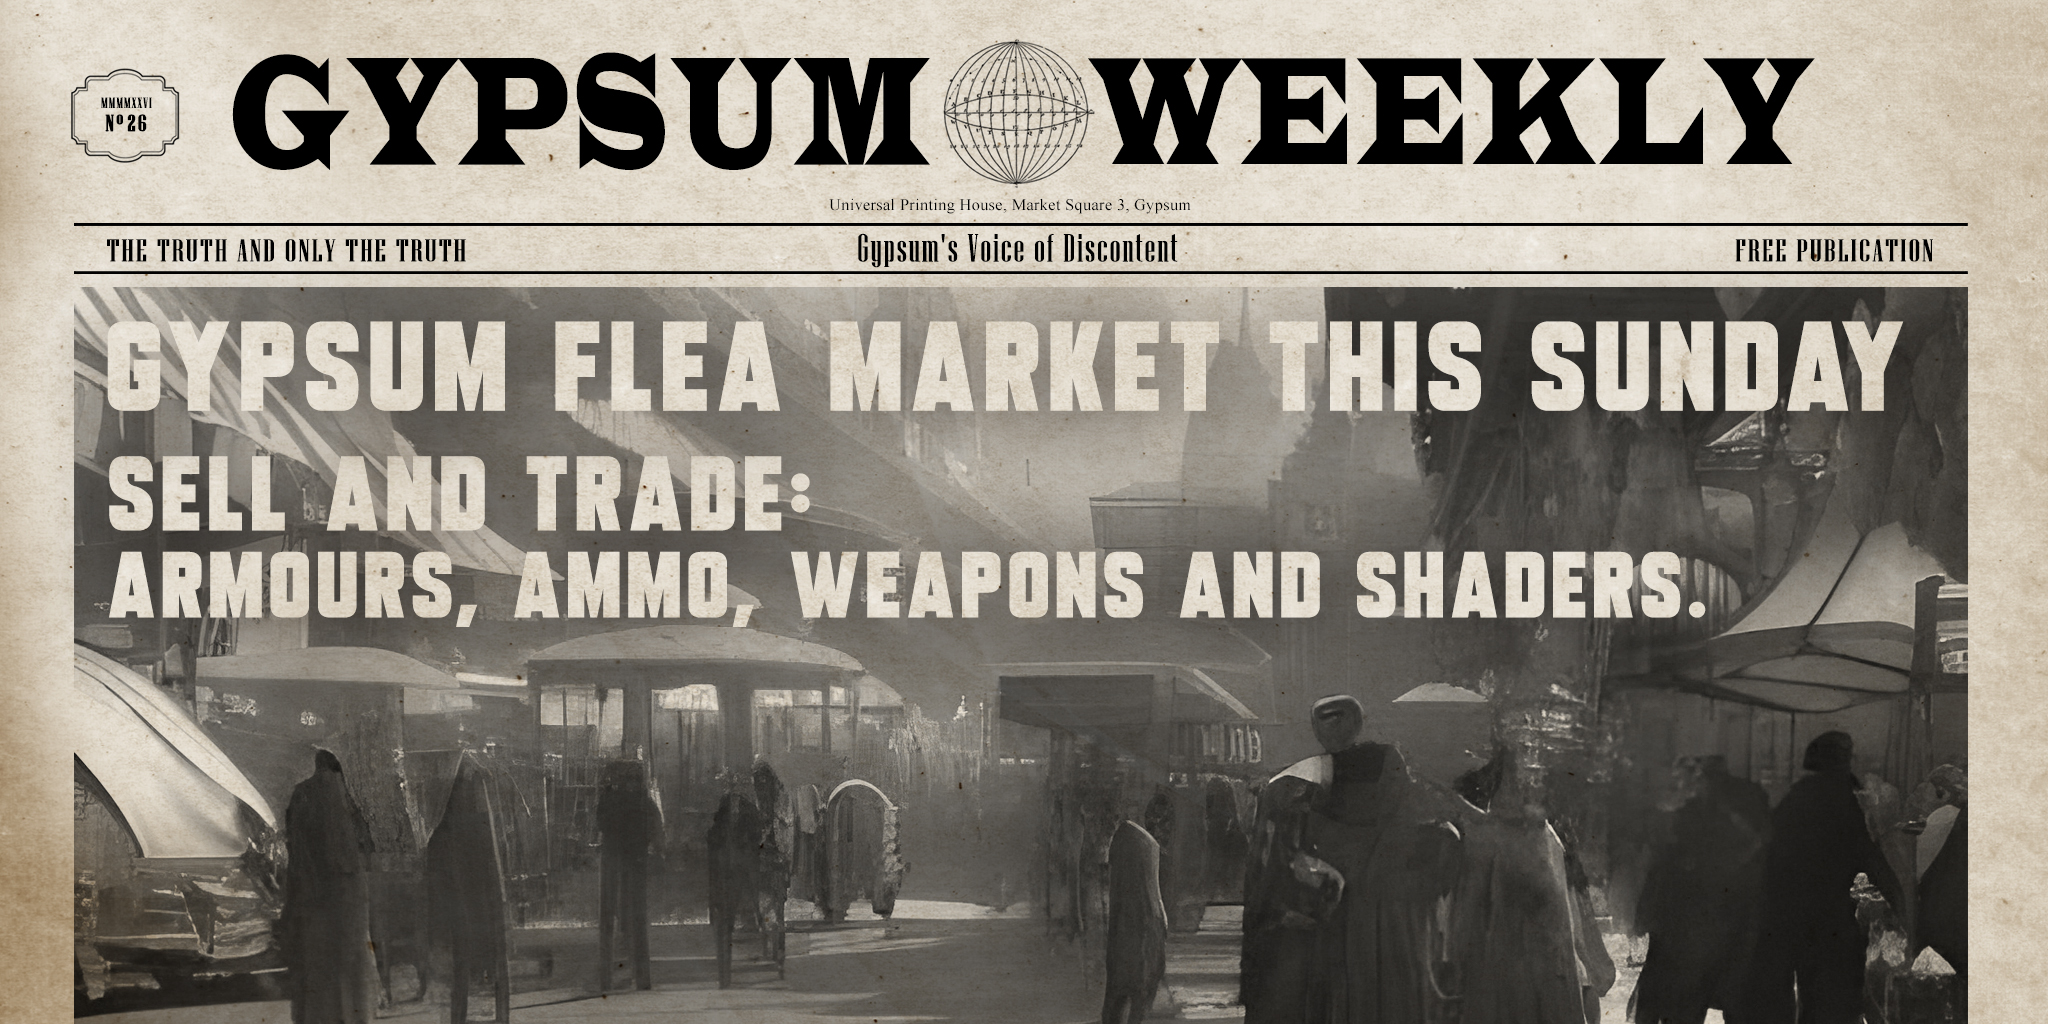 MMMMXXVI
Nº26
GYPSUM WEEKLY
Universal Printing House, Market Square 3, Gypsum
THE TRUTH AND ONLY THE TRUTH
Gypsum's Voice of Discontent
FREE PUBLICATION
GYPSUM FLEA MARKET THIS SUNDAY
SELL AND TRADE:
ARMOURS, AMMO, WEAPONS AND SHADERS.